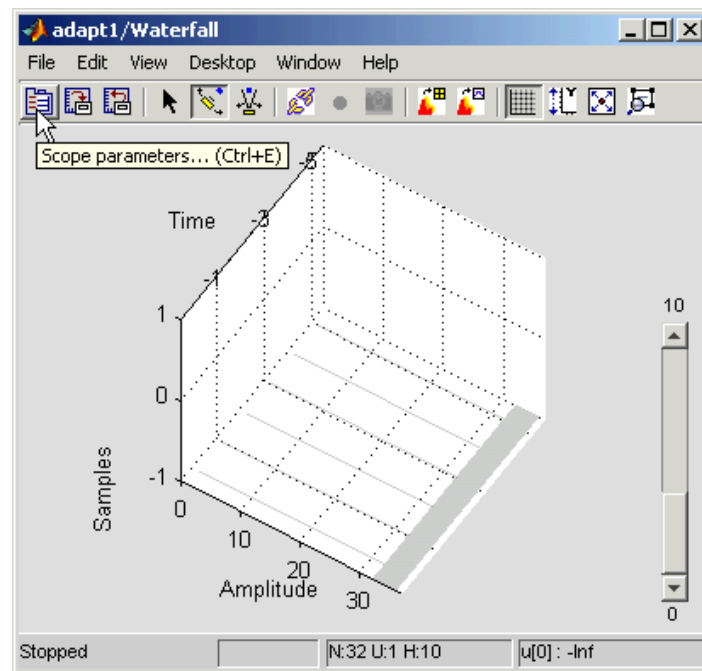 adapt1/Waterfall
File Edit View Desktop Window Help
Scope parameters... (Ctrl+E)
-5
Time -3
-1
1
0
-1
Samples
0
10
20
30
Amplitude
10
0
Stopped
N:32 U:1 H:10
u[0] : -Inf